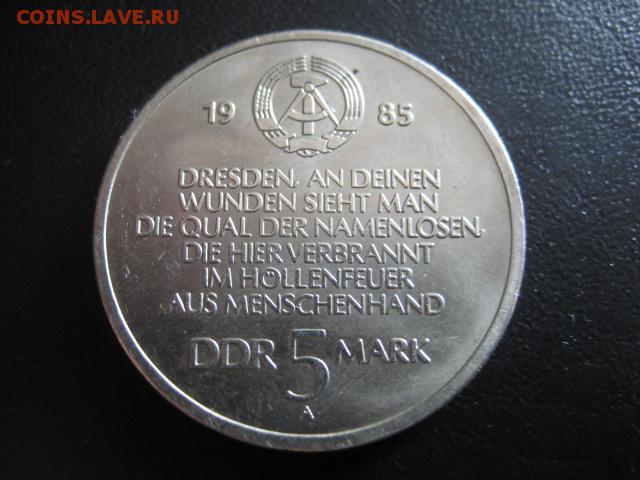 COINS.LAVE.RU
19 85
DRESDEN. AN DEINEN
WUNDEN SIEHT MAN
DIE QUAL DER NAMENLOSEN.
DIE HIER VERBRANNT
IM HÖLLENFEUER
AUS MENSCHENHAND
DDR 5 MARK
A